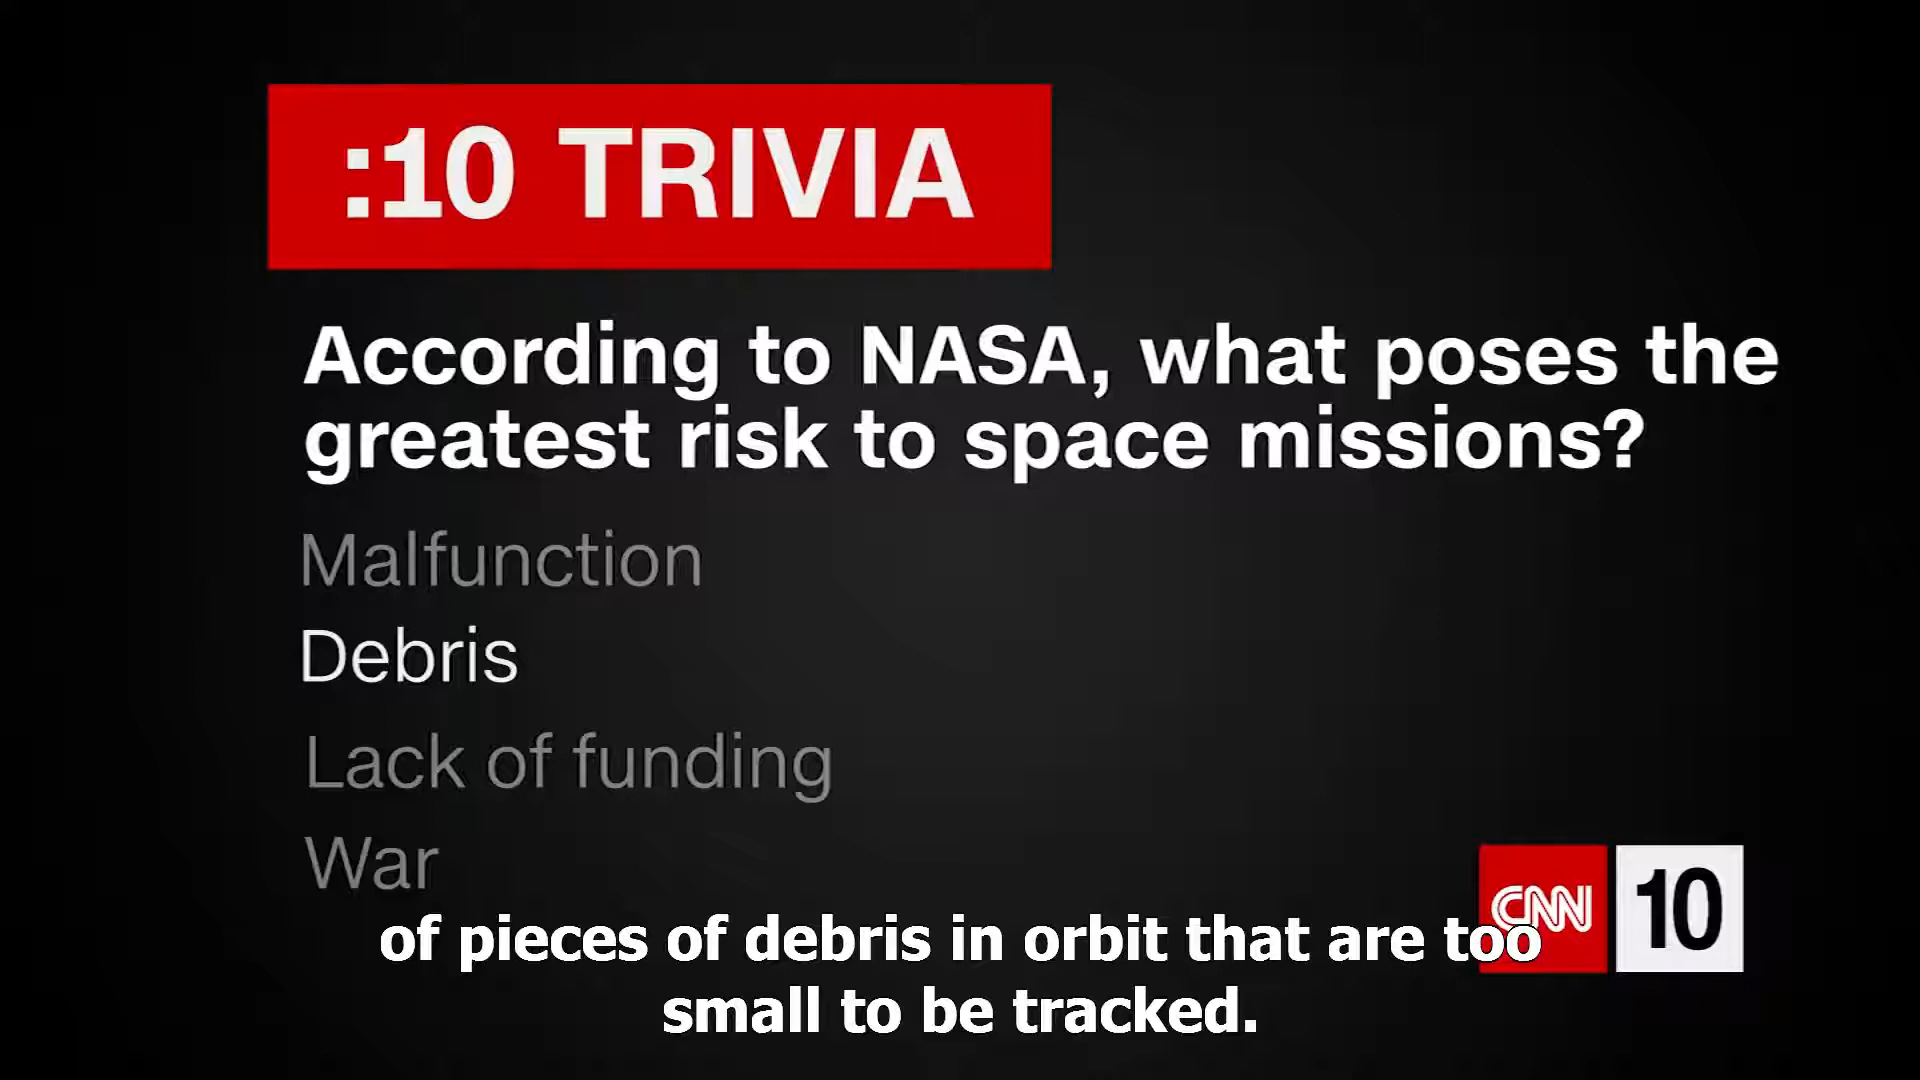 :10 TRIVIA
According to NASA, what poses the
greatest risk to space missions?
Malfunction
Debris
Lack of funding
War
CNN 10
of pieces of debris in orbit that are too
small to be tracked.